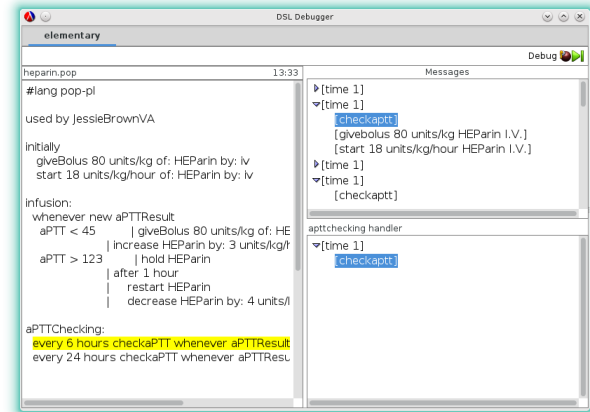 DSL Debugger
elementary
Debug
heparin.pop 13:33
#lang pop-pl
used by JessieBrownVA
initially
giveBolus 80 units/kg of: HEParin by: iv
start 18 units/kg/hour of: HEParin by: iv
infusion:
whenever new aPTTResult
aPTT < 45 | giveBolus 80 units/kg of: HE
| increase HEParin by: 3 units/kg/h
aPTT > 123 | hold HEParin
| after 1 hour
| restart HEParin
| decrease HEParin by: 4 units/
aPTTChecking:
every 6 hours checkaPTT whenever aPTTResult
every 24 hours checkaPTT whenever aPTTResu
Messages
[time 1]
[time 1]
[checkaptt]
[givebolus 80 units/kg HEParin I.V.]
[start 18 units/kg/hour HEParin I.V.]
[time 1]
[time 1]
[checkaptt]
apttchecking handler
[time 1]
[checkaptt]